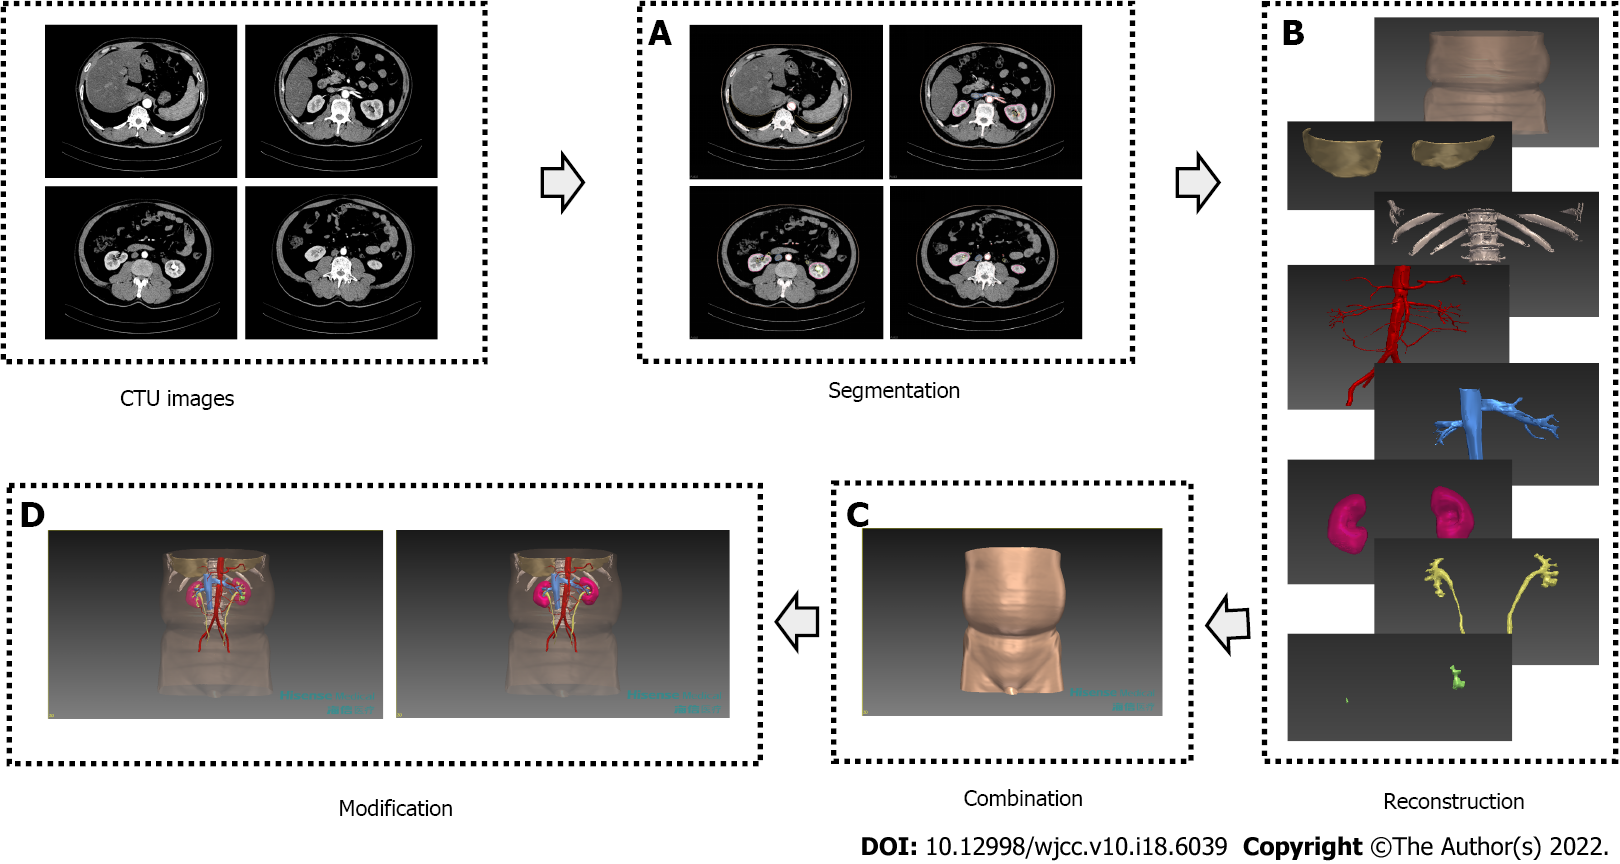 A
B
CTU images
Segmentation
D
C
Modification
Combination
Reconstruction
DOI: 10.12998/wjcc.v10.i18.6039 Copyright ©The Author(s) 2022.